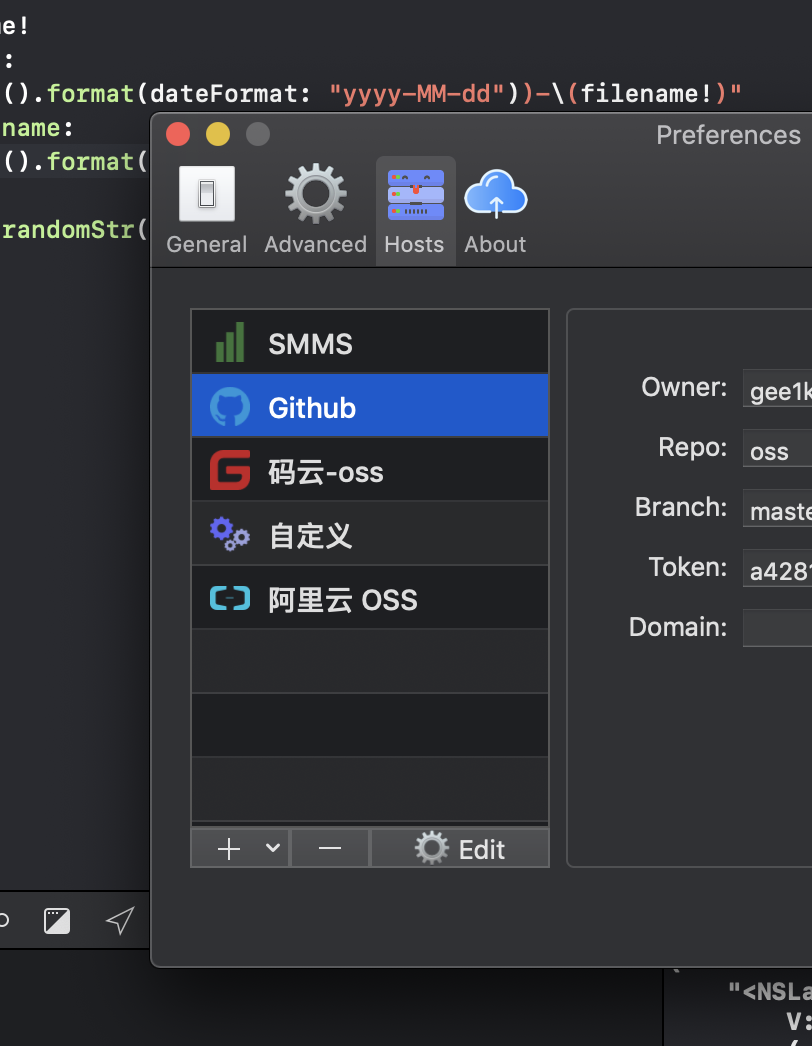 e!
:
().format(dateFormat: "yyyy-MM-dd"))-\(filename!)"
name:
().format(
randomStr(
Preferences
General
Advanced
Hosts
About
SMMS
Github
码云-oss
自定义
阿里云 OSS
Edit
Owner: gee1k
Repo: oss
Branch: maste
Token: a428
Domain:
"<NSLa
V: